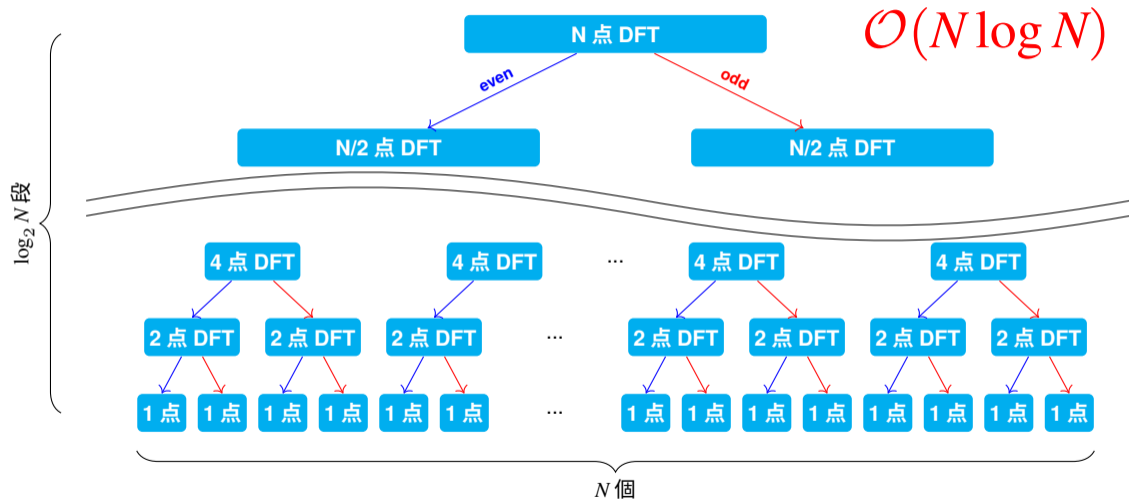 N 点 DFT
𝒪(N log N)
even
odd
N/2 点 DFT
N/2 点 DFT
log₂ N 段
4 点 DFT
4 点 DFT
...
4 点 DFT
4 点 DFT
2 点 DFT
2 点 DFT
2 点 DFT
...
2 点 DFT
2 点 DFT
2 点 DFT
2 点 DFT
1 点
1 点
1 点
1 点
1 点
1 点
...
1 点
1 点
1 点
1 点
1 点
1 点
1 点
1 点
N 個